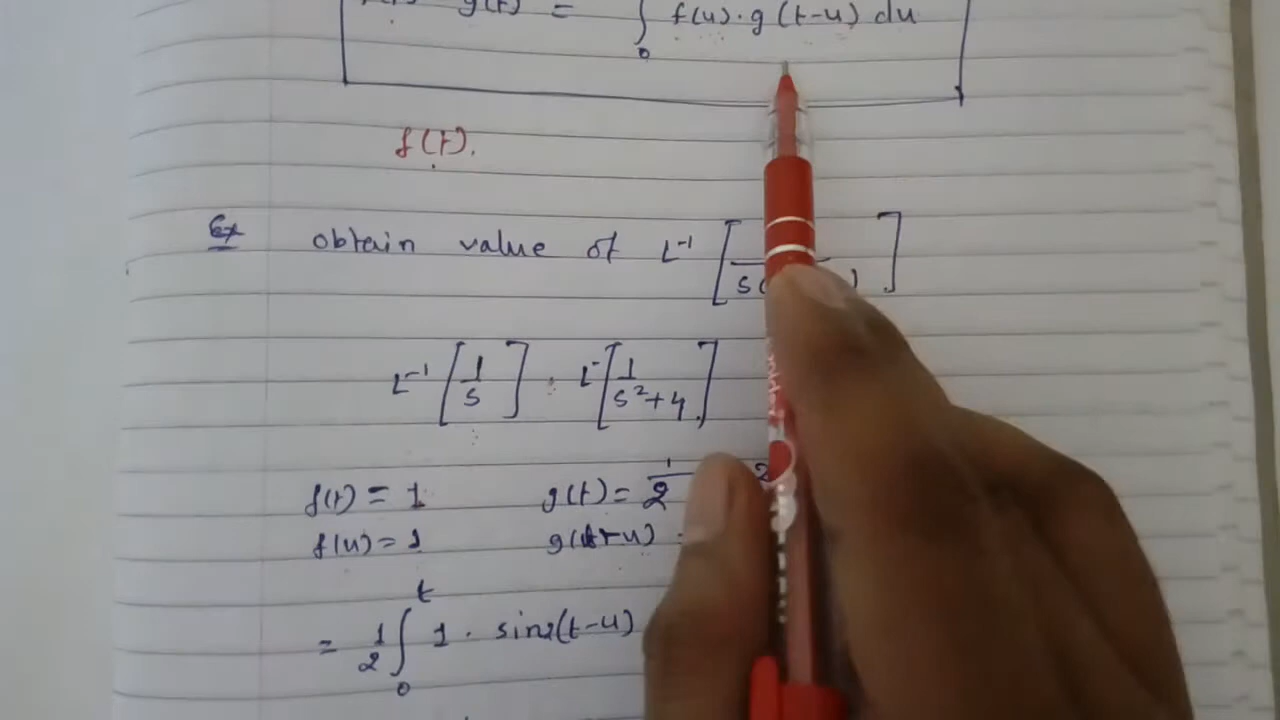 g(t) = ∫₀ f(u)·g(t-u) du
f(t).
Ex obtain value of L⁻¹ [ s( ) ]
L⁻¹ [1/s] · L⁻ [1/s²+4]
f(t) = 1 g(t) = 1/2 2
f(u) = 1 g(t-u)
= 1/2 ∫₀ᵗ 1 · sin2(t-u)